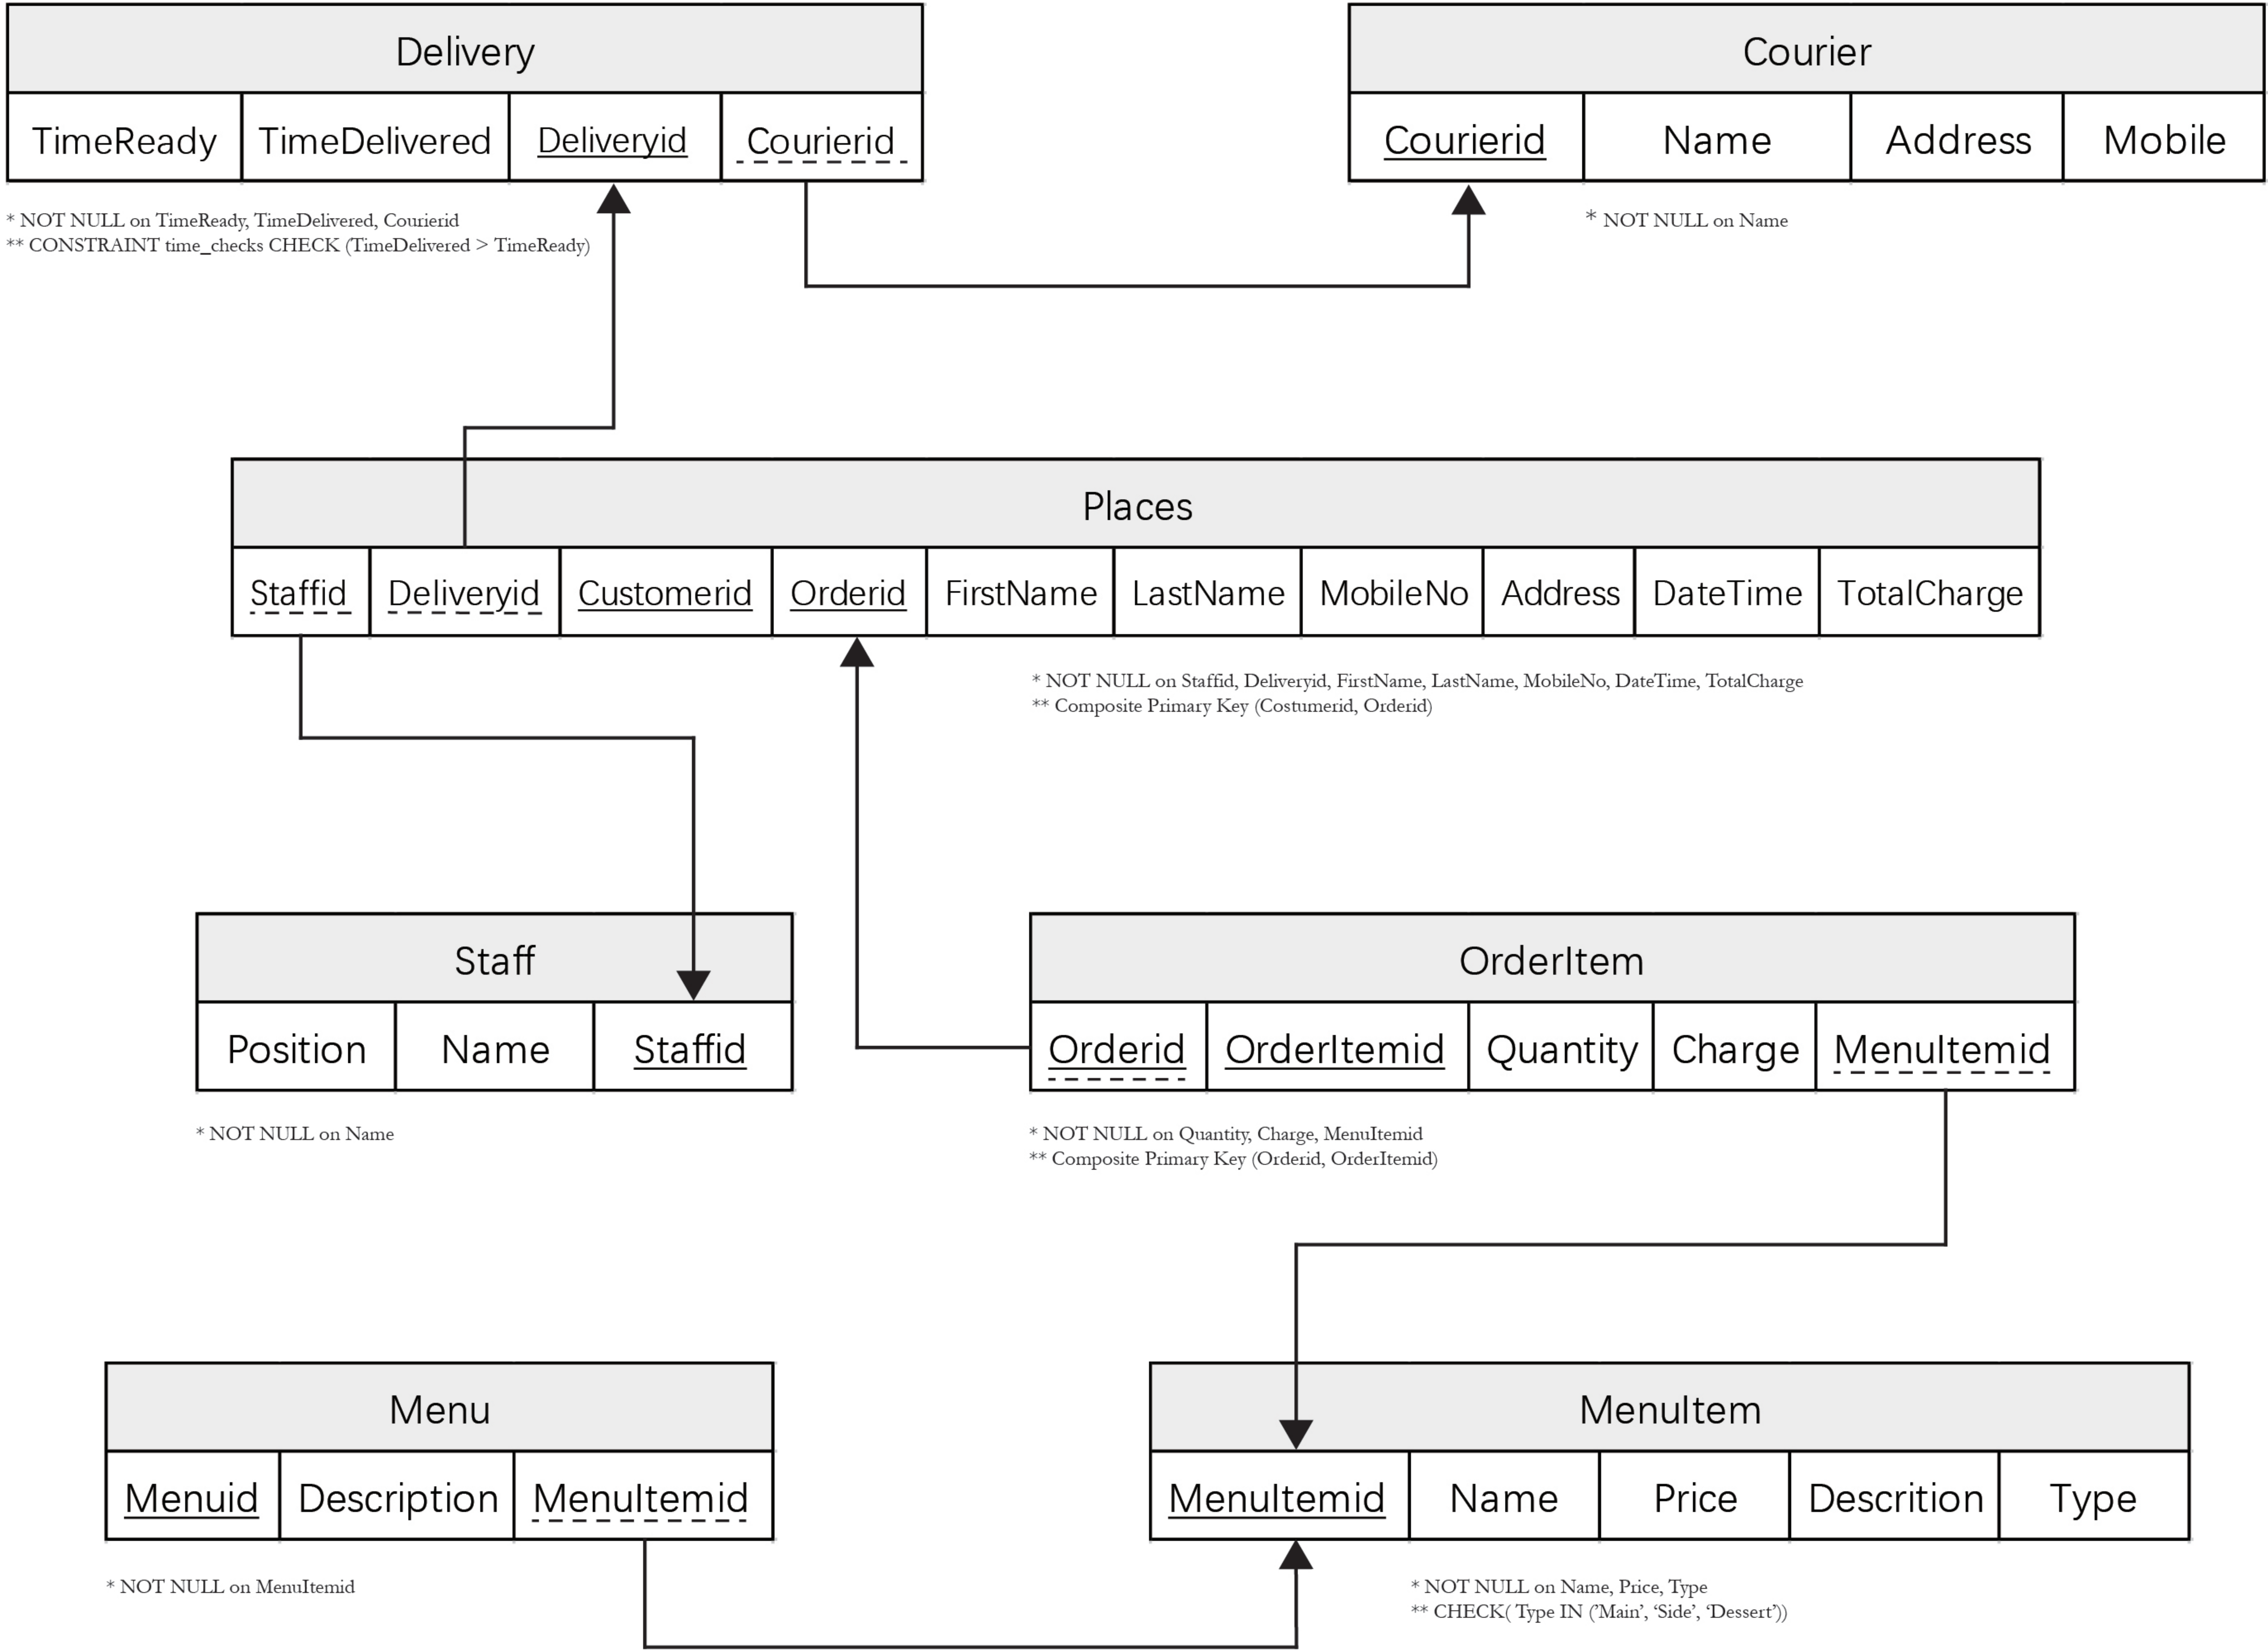 Delivery
TimeReady TimeDelivered Deliveryid Courierid
* NOT NULL on TimeReady, TimeDelivered, Courierid
** CONSTRAINT time_checks CHECK (TimeDelivered > TimeReady)
Courier
Courierid Name Address Mobile
* NOT NULL on Name
Places
Staffid Deliveryid Customerid Orderid FirstName LastName MobileNo Address DateTime TotalCharge
* NOT NULL on Staffid, Deliveryid, FirstName, LastName, MobileNo, DateTime, TotalCharge
** Composite Primary Key (Costumerid, Orderid)
Staff
Position Name Staffid
* NOT NULL on Name
OrderItem
Orderid OrderItemid Quantity Charge MenuItemid
* NOT NULL on Quantity, Charge, MenuItemid
** Composite Primary Key (Orderid, OrderItemid)
Menu
Menuid Description MenuItemid
* NOT NULL on MenuItemid
MenuItem
MenuItemid Name Price Descrition Type
* NOT NULL on Name, Price, Type
** CHECK( Type IN (’Main’, ‘Side’, ‘Dessert’))